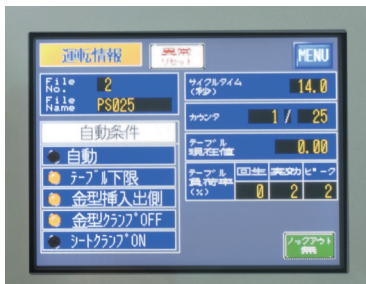 運転情報
異常
リセット
MENU
File No. 2
File Name PS025
サイクルタイム (秒) 14.0
カウンタ 1 / 25
テーブル 現在値 0.00
テーブル 負荷率 (%)
回生 実効 ピーク
0 2 2
自動条件
自動
テーブル下限
金型挿入出側
金型クランプOFF
シートクランプON
ノックアウト
無